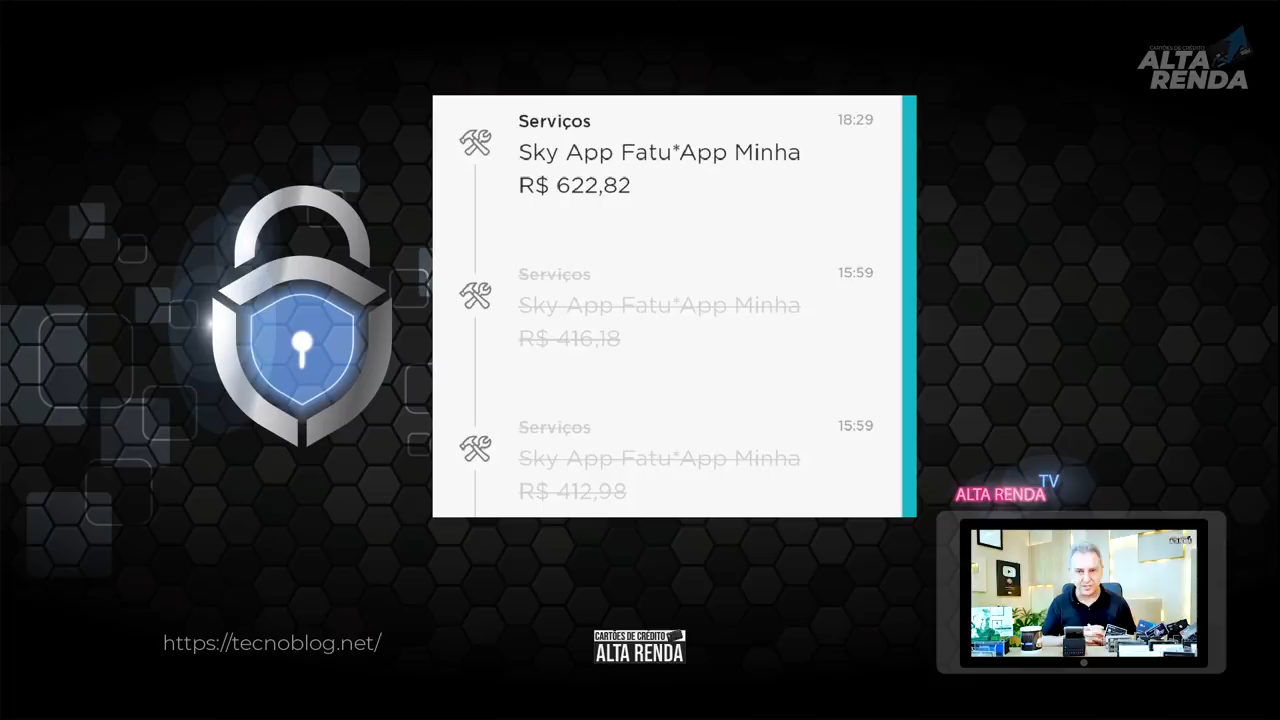 CARTÕES DE CRÉDITO
ALTA
RENDA
Serviços 18:29
Sky App Fatu*App Minha
R$ 622,82
Serviços 15:59
Sky App Fatu*App Minha
R$ 416,18
Serviços 15:59
Sky App Fatu*App Minha
R$ 412,98
TV
ALTA RENDA
https://tecnoblog.net/
CARTÕES DE CRÉDITO
ALTA RENDA